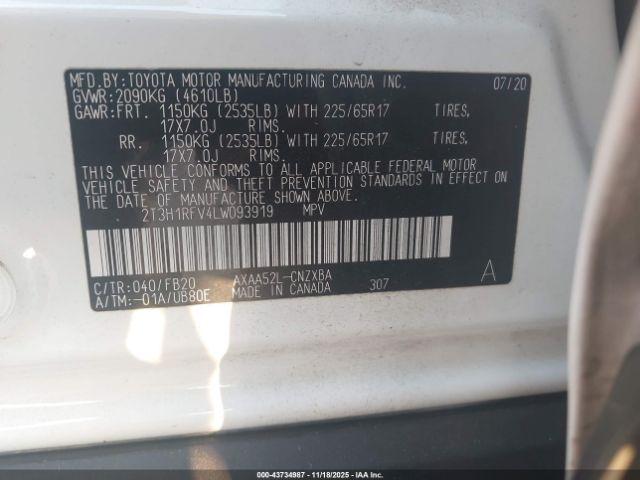 MFD.BY:TOYOTA MOTOR MANUFACTURING CANADA INC. 07/20
GVWR:2090KG (4610LB)
GAWR:FRT. 1150KG (2535LB) WITH 225/65R17 TIRES,
17X7.0J RIMS.
RR. 1150KG (2535LB) WITH 225/65R17 TIRES,
17X7.0J RIMS.
THIS VEHICLE CONFORMS TO ALL APPLICABLE FEDERAL MOTOR
VEHICLE SAFETY AND THEFT PREVENTION STANDARDS IN EFFECT ON
THE DATE OF MANUFACTURE SHOWN ABOVE.
2T3H1RFV4LW093919 MPV
C/TR:040/FB20 AXAA52L-CNZXBA
A/TM:-01A/UB80E MADE IN CANADA 307 A
000-43734987 - 11/18/2025 - IAAI.CA